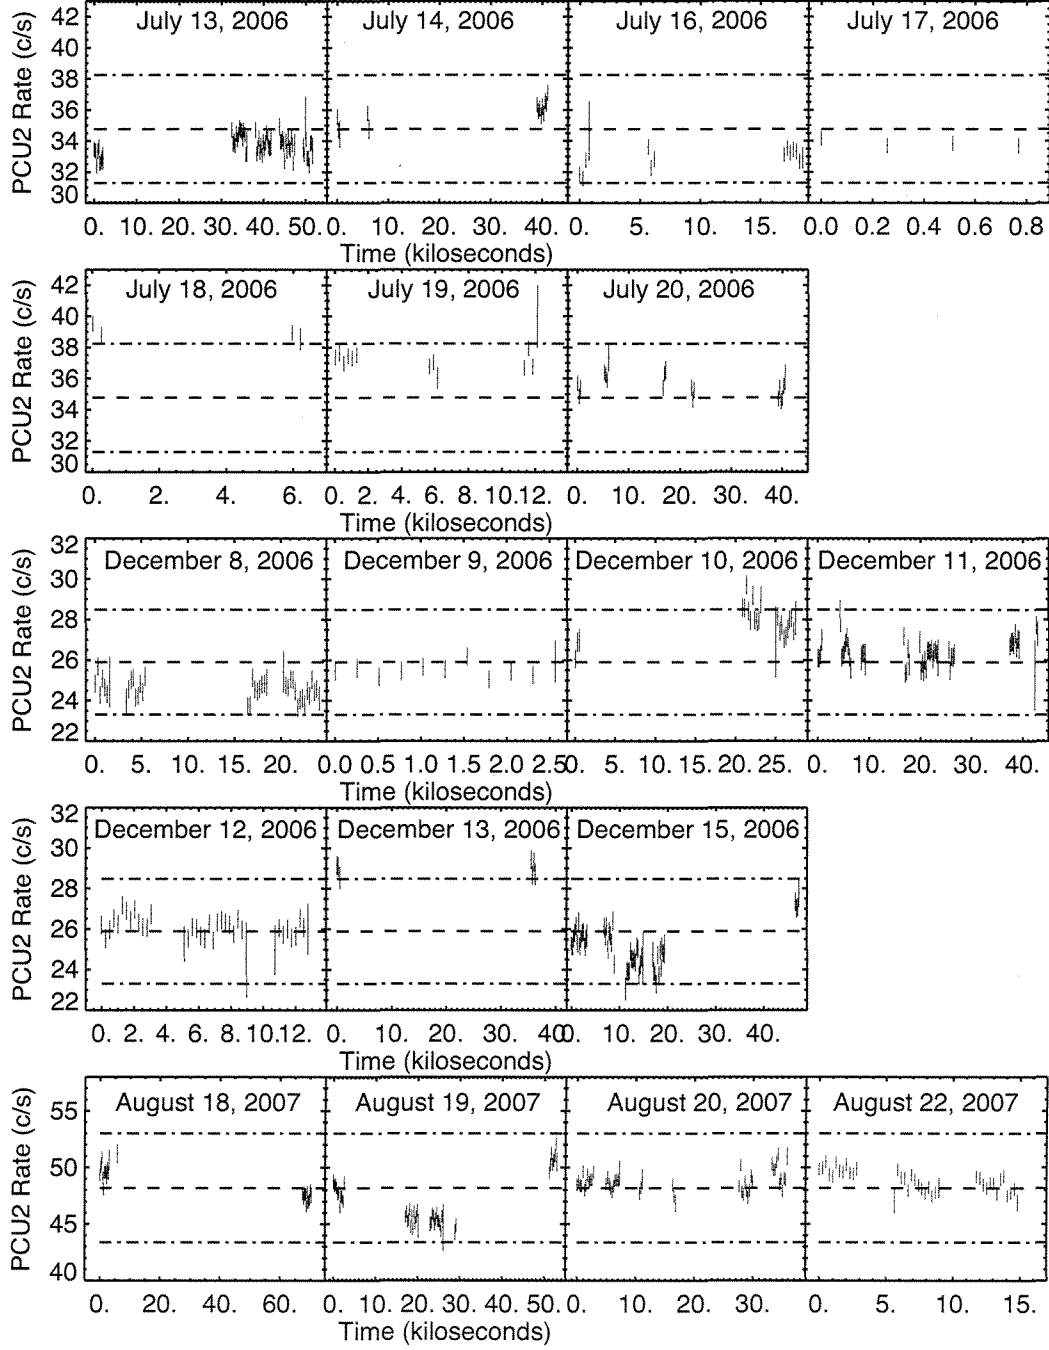 July 13, 2006 July 14, 2006 July 16, 2006 July 17, 2006
PCU2 Rate (c/s)
42
40
38
36
34
32
30
0. 10. 20. 30. 40. 50. 0. 10. 20. 30. 40. 0. 5. 10. 15. 0.0 0.2 0.4 0.6 0.8
Time (kiloseconds)
July 18, 2006 July 19, 2006 July 20, 2006
PCU2 Rate (c/s)
42
40
38
36
34
32
30
0. 2. 4. 6. 0. 2. 4. 6. 8. 10. 12. 0. 10. 20. 30. 40.
Time (kiloseconds)
December 8, 2006 December 9, 2006 December 10, 2006 December 11, 2006
PCU2 Rate (c/s)
32
30
28
26
24
22
0. 5. 10. 15. 20. 0.0 0.5 1.0 1.5 2.0 2.5 0. 5. 10. 15. 20. 25. 0. 10. 20. 30. 40.
Time (kiloseconds)
December 12, 2006 December 13, 2006 December 15, 2006
PCU2 Rate (c/s)
32
30
28
26
24
22
0. 2. 4. 6. 8. 10. 12. 0. 10. 20. 30. 40. 0. 10. 20. 30. 40.
Time (kiloseconds)
August 18, 2007 August 19, 2007 August 20, 2007 August 22, 2007
PCU2 Rate (c/s)
55
50
45
40
0. 20. 40. 60. 0. 10. 20. 30. 40. 50. 0. 10. 20. 30. 0. 5. 10. 15.
Time (kiloseconds)